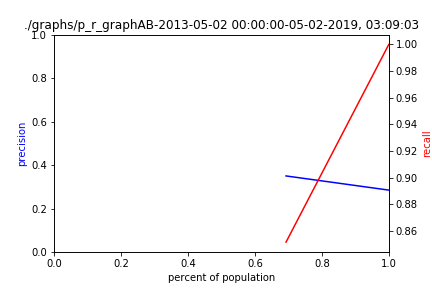 ./graphs/p_r_graphAB-2013-05-02 00:00:00-05-02-2019, 03:09:03
1.0
0.8
0.6
0.4
0.2
0.0
precision
0.0 0.2 0.4 0.6 0.8 1.0
percent of population
1.00
0.98
0.96
0.94
0.92
0.90
0.88
0.86
recall